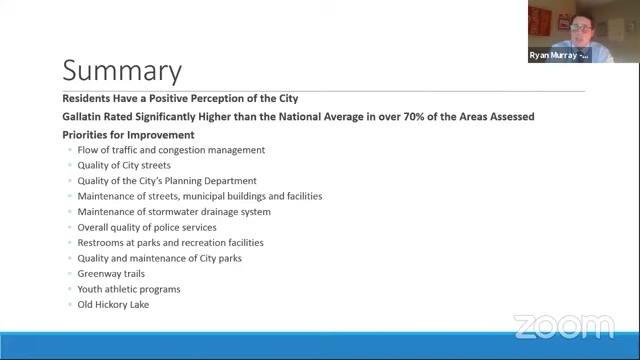 Ryan Murray -...
Summary
Residents Have a Positive Perception of the City
Gallatin Rated Significantly Higher than the National Average in over 70% of the Areas Assessed
Priorities for Improvement
Flow of traffic and congestion management
Quality of City streets
Quality of the City's Planning Department
Maintenance of streets, municipal buildings and facilities
Maintenance of stormwater drainage system
Overall quality of police services
Restrooms at parks and recreation facilities
Quality and maintenance of City parks
Greenway trails
Youth athletic programs
Old Hickory Lake
zoom